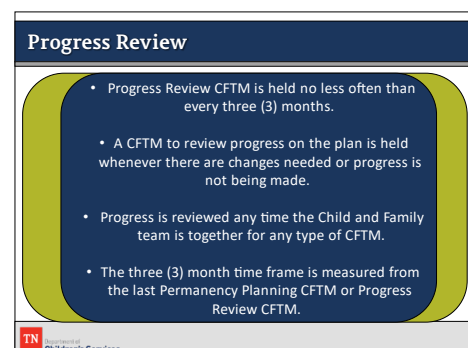 Progress Review
• Progress Review CFTM is held no less often than
every three (3) months.
• A CFTM to review progress on the plan is held
whenever there are changes needed or progress is
not being made.
• Progress is reviewed any time the Child and Family
team is together for any type of CFTM.
• The three (3) month time frame is measured from
the last Permanency Planning CFTM or Progress
Review CFTM.
TN
Department of
Children's Services